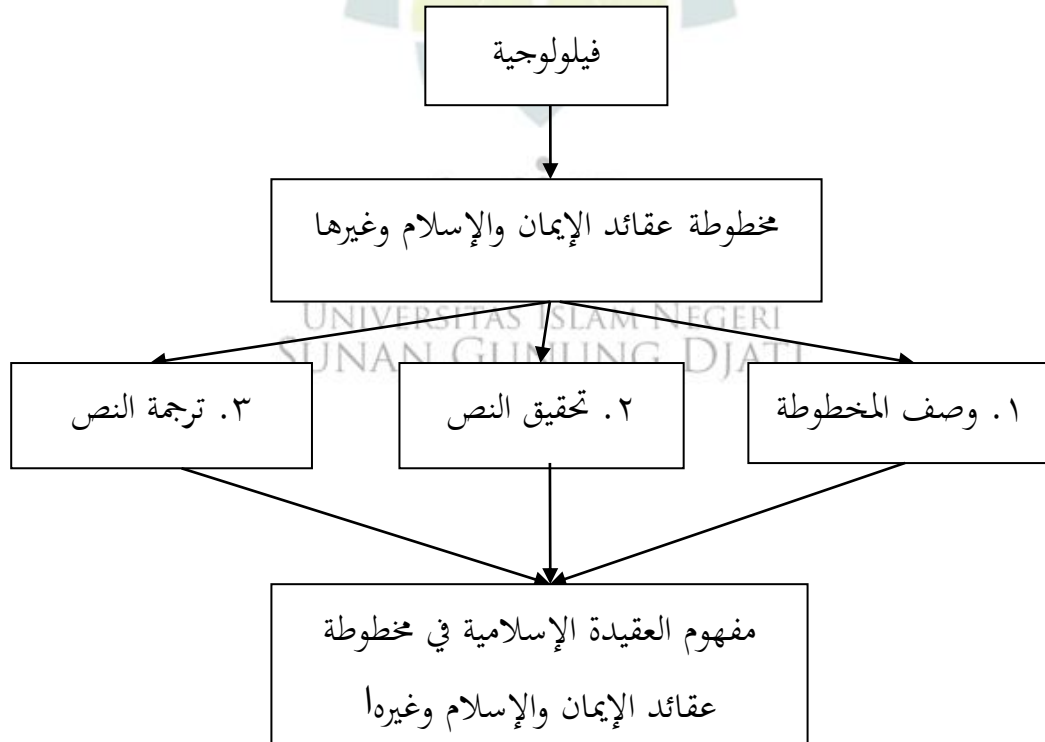 فيلولوجية
مخطوطة عقائد الإيمان والإسلام وغيرها
UNIVERSITAS ISLAM NEGERI
SUNAN GUNUNG DJATI
١. وصف المخطوطة
٢. تحقيق النص
٣. ترجمة النص
مفهوم العقيدة الإسلامية في مخطوطة
عقائد الإيمان والإسلام وغيرها